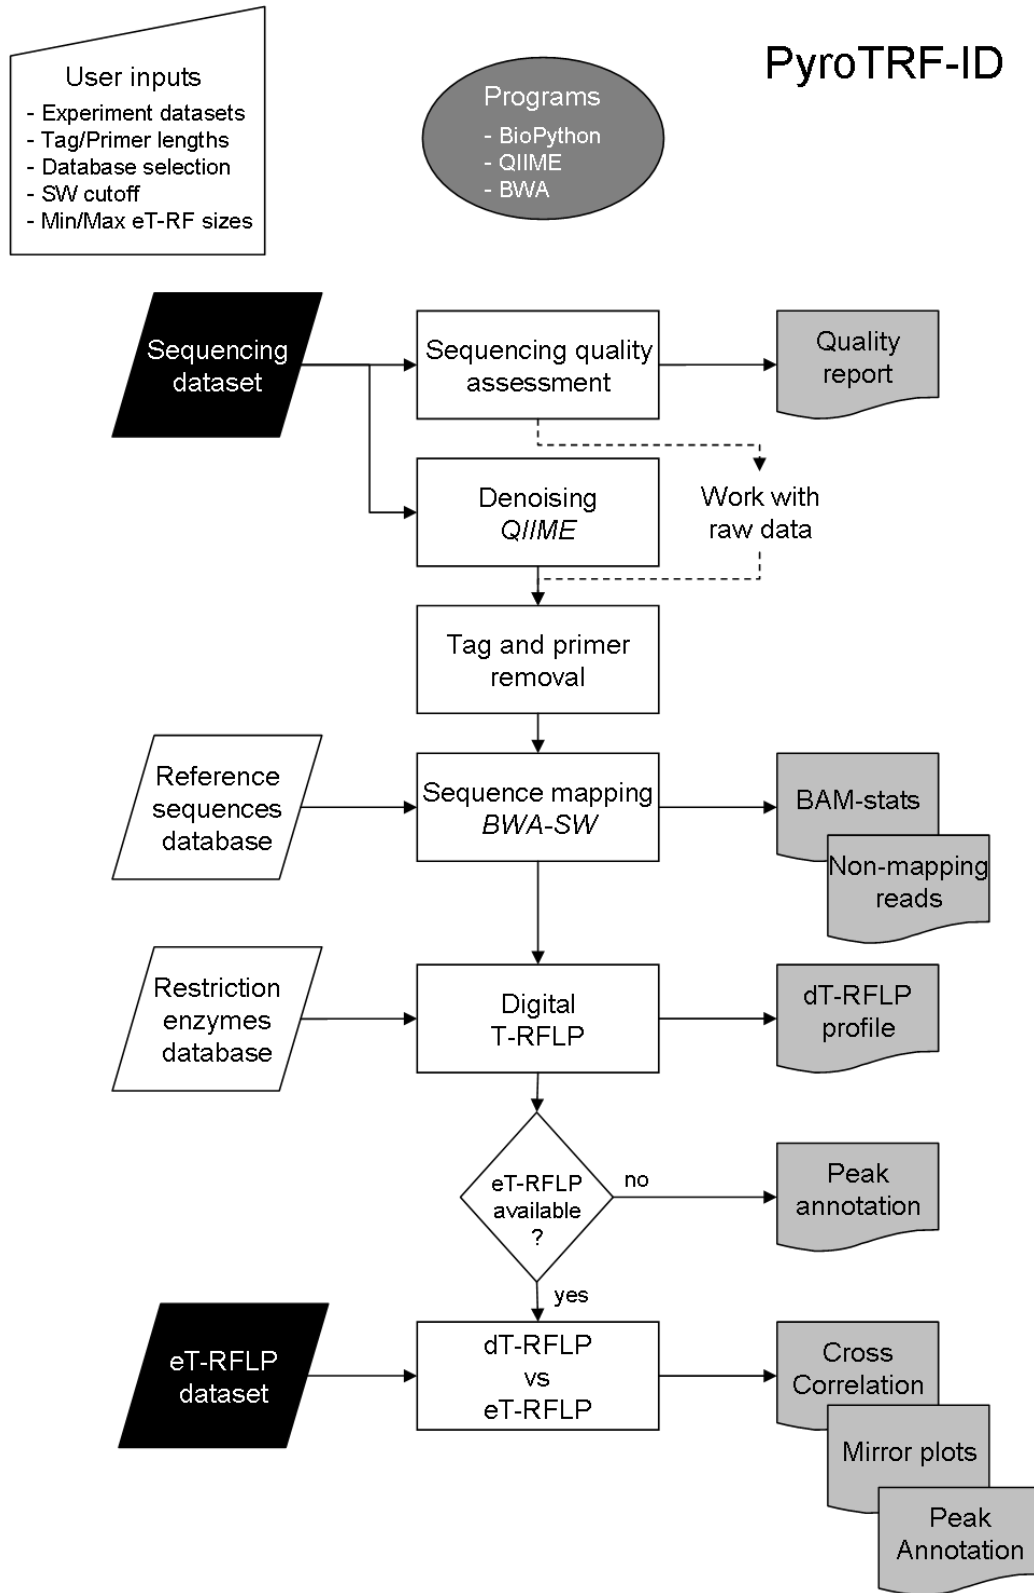 PyroTRF-ID
User inputs
- Experiment datasets
- Tag/Primer lengths
- Database selection
- SW cutoff
- Min/Max eT-RF sizes
Programs
- BioPython
- QIIME
- BWA
Sequencing
dataset
Sequencing quality
assessment
Quality
report
Denoising
QIIME
Work with
raw data
Tag and primer
removal
Reference
sequences
database
Sequence mapping
BWA-SW
BAM-stats
Non-mapping
reads
Restriction
enzymes
database
Digital
T-RFLP
dT-RFLP
profile
eT-RFLP
available
?
no
Peak
annotation
yes
eT-RFLP
dataset
dT-RFLP
vs
eT-RFLP
Cross
Correlation
Mirror plots
Peak
Annotation